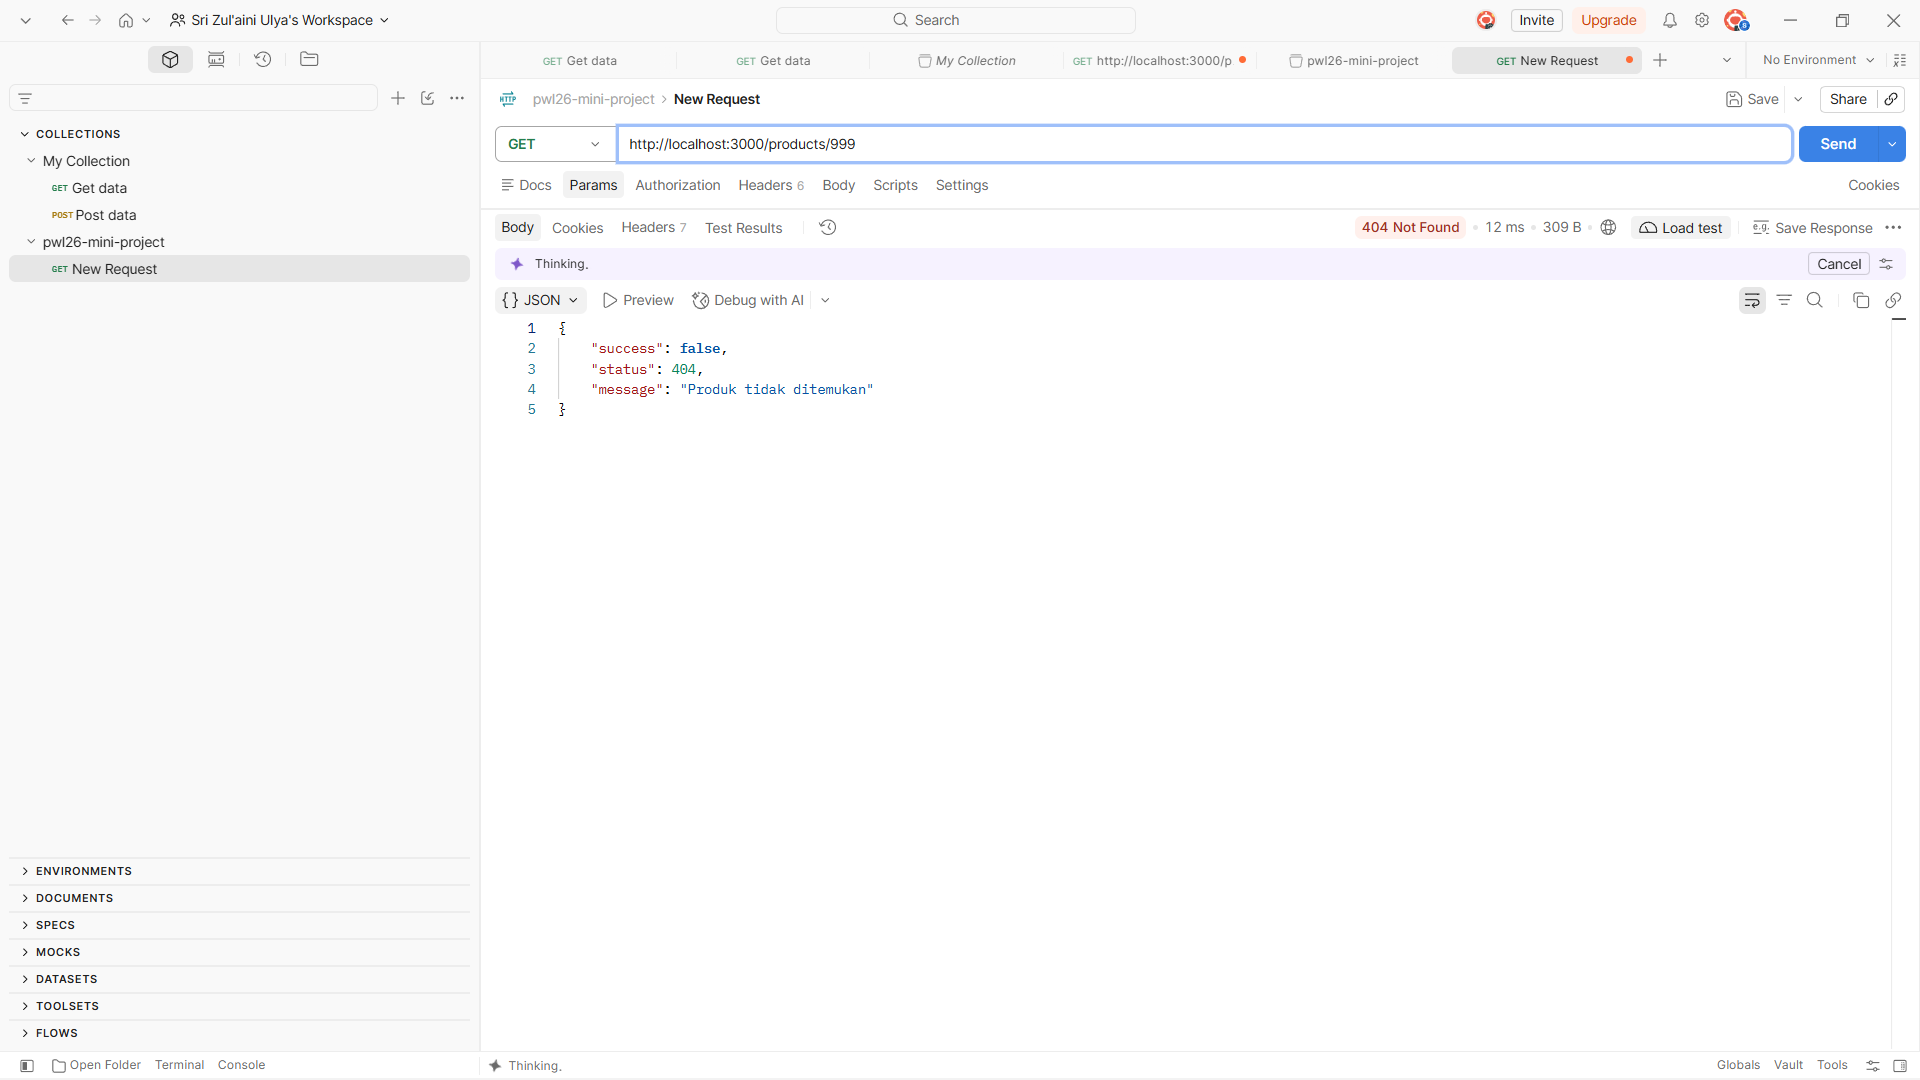 Sri Zul'aini Ulya's Workspace
Search
Invite
Upgrade
8
GET Get data
GET Get data
My Collection
GET http://localhost:3000/p
pwl26-mini-project
GET New Request
No Environment
COLLECTIONS
My Collection
GET Get data
POST Post data
pwl26-mini-project
GET New Request
HTTP
pwl26-mini-project > New Request
Save
Share
GET
http://localhost:3000/products/999
Send
Docs
Params
Authorization
Headers 6
Body
Scripts
Settings
Cookies
Body
Cookies
Headers 7
Test Results
404 Not Found
12 ms
309 B
Load test
e.g. Save Response
Thinking.
Cancel
{} JSON
Preview
Debug with AI
1 {
2 "success": false,
3 "status": 404,
4 "message": "Produk tidak ditemukan"
5 }
ENVIRONMENTS
DOCUMENTS
SPECS
MOCKS
DATASETS
TOOLSETS
FLOWS
Open Folder
Terminal
Console
Thinking.
Globals
Vault
Tools